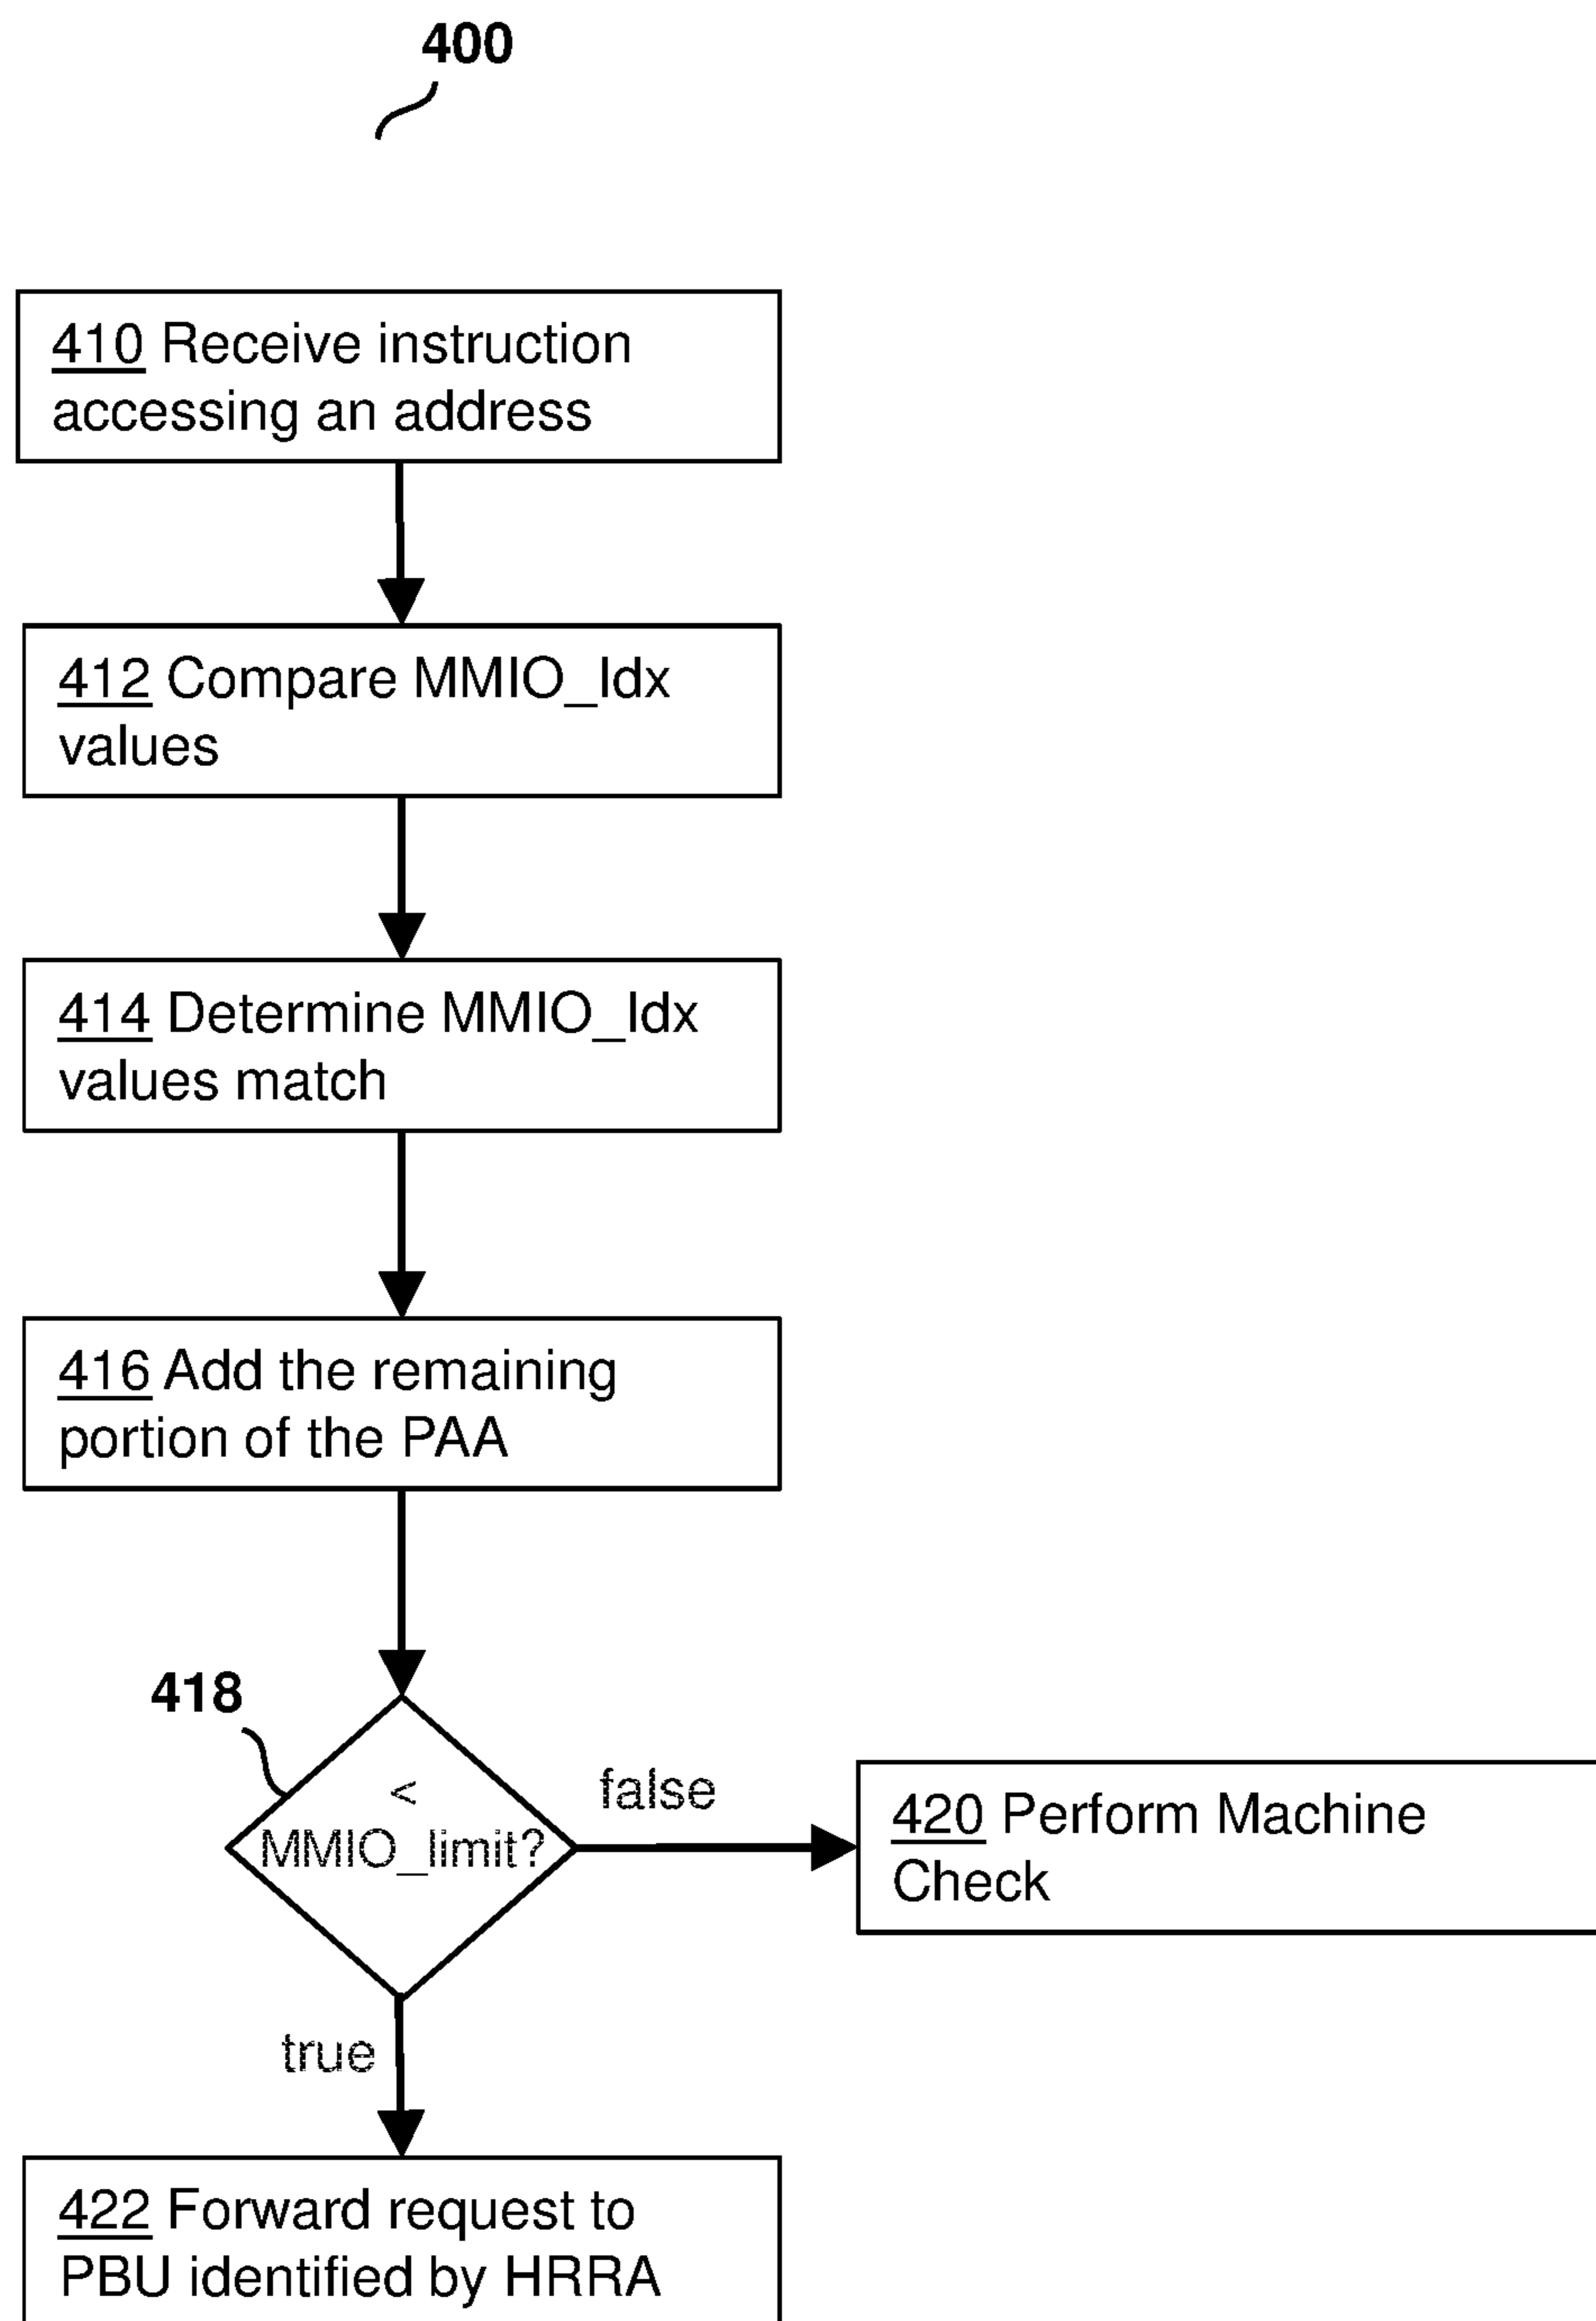 400
410 Receive instruction
accessing an address
412 Compare MMIO_Idx
values
414 Determine MMIO_Idx
values match
416 Add the remaining
portion of the PAA
418
<
MMIO_limit?
false
420 Perform Machine
Check
true
422 Forward request to
PBU identified by HRRA